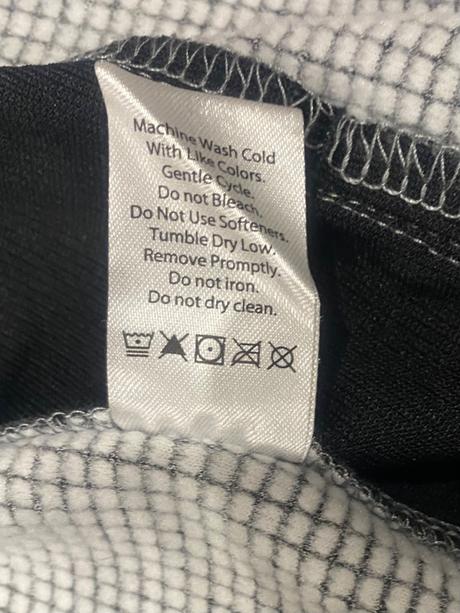 Machine Wash Cold
With Like Colors.
Gentle Cycle.
Do not Bleach.
Do Not Use Softeners.
Tumble Dry Low.
Remove Promptly.
Do not iron.
Do not dry clean.